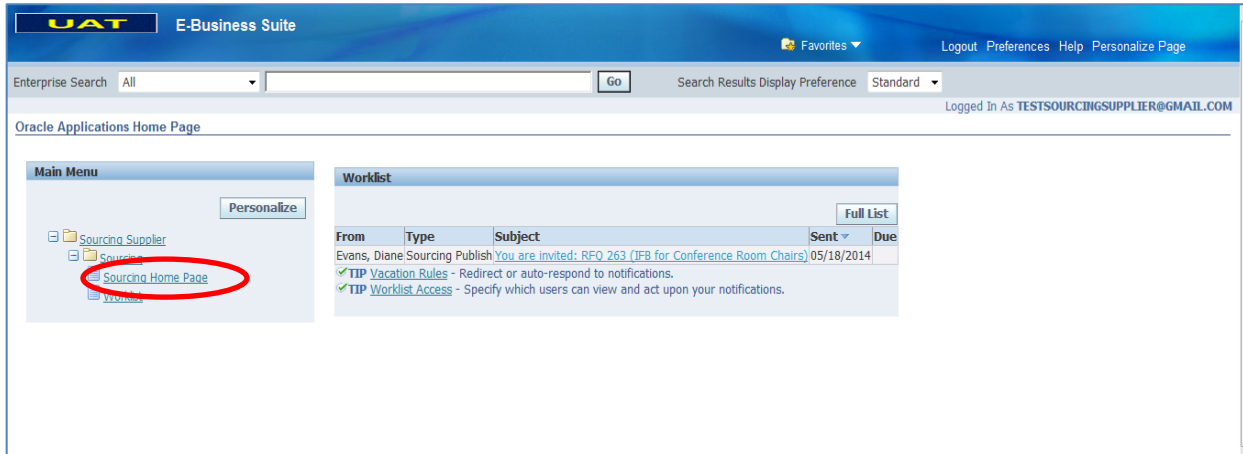 UAT E-Business Suite
Favorites Logout Preferences Help Personalize Page
Enterprise Search All Go Search Results Display Preference Standard
Logged In As TESTSOURCINGSUPPLIER@GMAIL.COM
Oracle Applications Home Page
Main Menu
Personalize
Sourcing Supplier
Sourcing
Sourcing Home Page
Worklist
Worklist
Full List
From Type Subject Sent Due
Evans, Diane Sourcing Publish You are invited: RFQ 263 (IFB for Conference Room Chairs) 05/18/2014
TIP Vacation Rules - Redirect or auto-respond to notifications.
TIP Worklist Access - Specify which users can view and act upon your notifications.